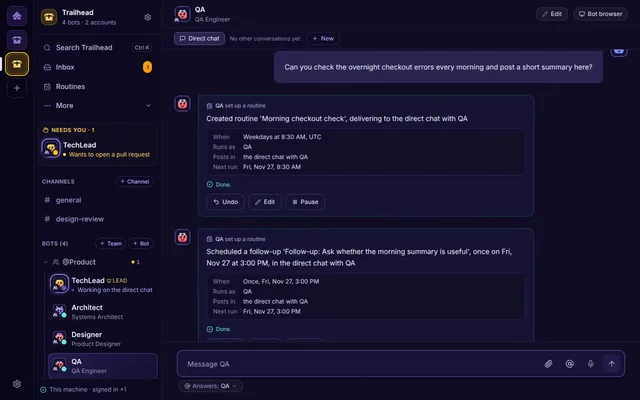 Trailhead
4 bots · 2 accounts
Search Trailhead
Ctrl K
Inbox
1
Routines
More
NEEDS YOU · 1
TechLead
Wants to open a pull request
CHANNELS
+ Channel
# general
# design-review
BOTS (4)
+ Team
+ Bot
@Product
1
TechLead LEAD
Working on the direct chat
Architect
Systems Architect
Designer
Product Designer
QA
QA Engineer
This machine · signed in +1
QA
QA Engineer
Edit
Bot browser
Direct chat
No other conversations yet.
+ New
Can you check the overnight checkout errors every morning and post a short summary here?
QA set up a routine
Created routine 'Morning checkout check', delivering to the direct chat with QA
When Weekdays at 8:30 AM, UTC
Runs as QA
Posts in the direct chat with QA
Next run Fri, Nov 27, 8:30 AM
Done.
Undo
Edit
Pause
QA set up a routine
Scheduled a follow-up 'Follow-up: Ask whether the morning summary is useful', once on Fri,
Nov 27 at 3:00 PM, in the direct chat with QA
When Once, Fri, Nov 27, 3:00 PM
Runs as QA
Posts in the direct chat with QA
Next run Fri, Nov 27, 3:00 PM
Done.
Message QA
Answers: QA